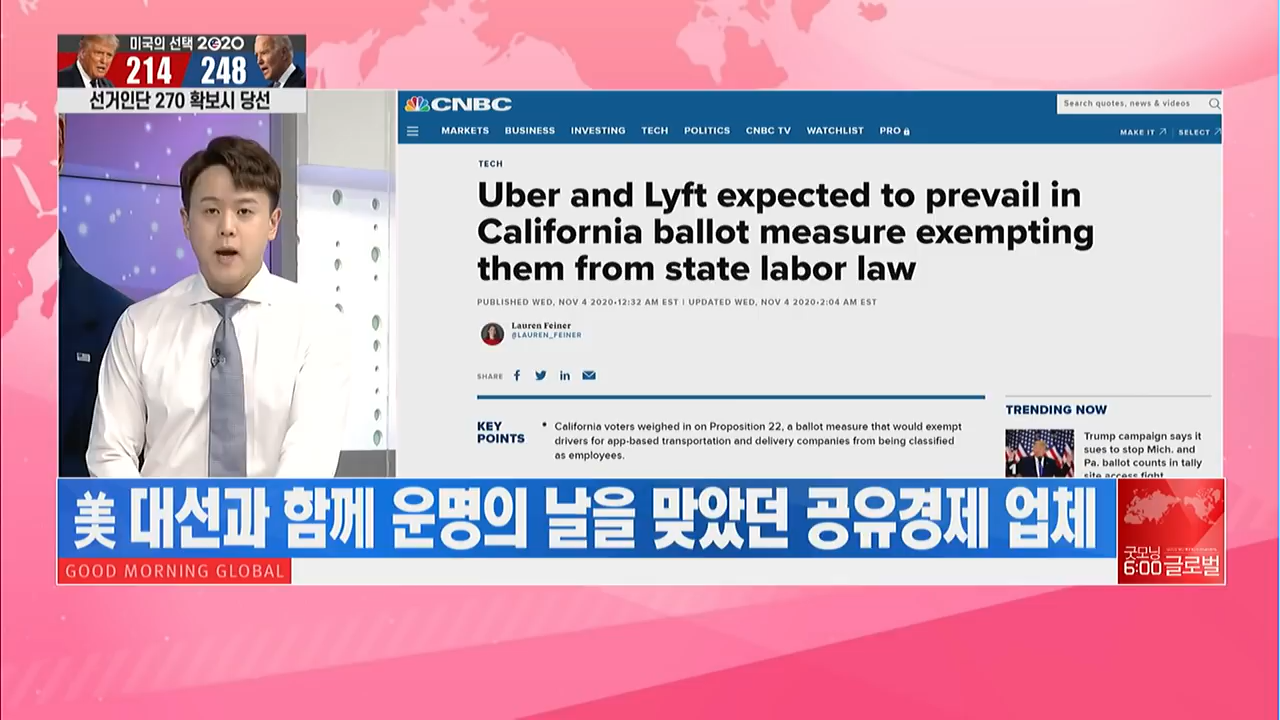 미국의 선택 2020
214 248
선거인단 270 확보시 당선
CNBC
Search quotes, news & videos
MARKETS BUSINESS INVESTING TECH POLITICS CNBC TV WATCHLIST PRO
MAKE IT SELECT
TECH
Uber and Lyft expected to prevail in
California ballot measure exempting
them from state labor law
PUBLISHED WED, NOV 4 2020•12:32 AM EST | UPDATED WED, NOV 4 2020•2:04 AM EST
Lauren Feiner
@LAUREN_FEINER
SHARE
KEY
POINTS
• California voters weighed in on Proposition 22, a ballot measure that would exempt
drivers for app-based transportation and delivery companies from being classified
as employees.
TRENDING NOW
1
Trump campaign says it
sues to stop Mich. and
Pa. ballot counts in tally
site access fight
美 대선과 함께 운명의 날을 맞았던 공유경제 업체
GOOD MORNING GLOBAL
굿모닝
6:00 글로벌